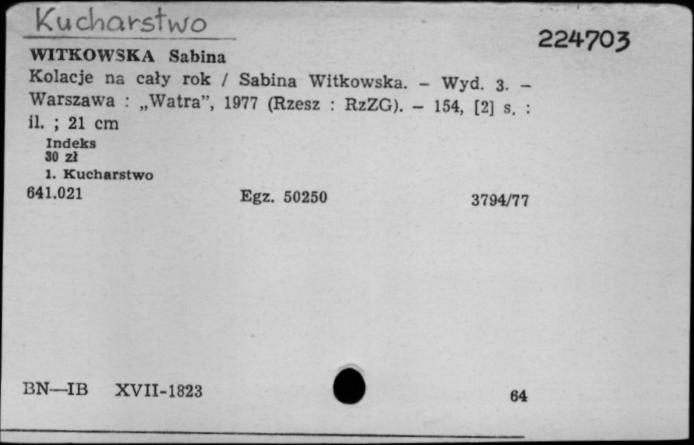 Kucharstwo
224703
WITKOWSKA Sabina
Kolacje na cały rok / Sabina Witkowska. – Wyd. 3. –
Warszawa : „Watra”, 1977 (Rzesz : RzZG). – 154, [2] s. :
il. ; 21 cm
Indeks
30 zł
1. Kucharstwo
641.021 Egz. 50250 3794/77
BN—IB XVII-1823 64